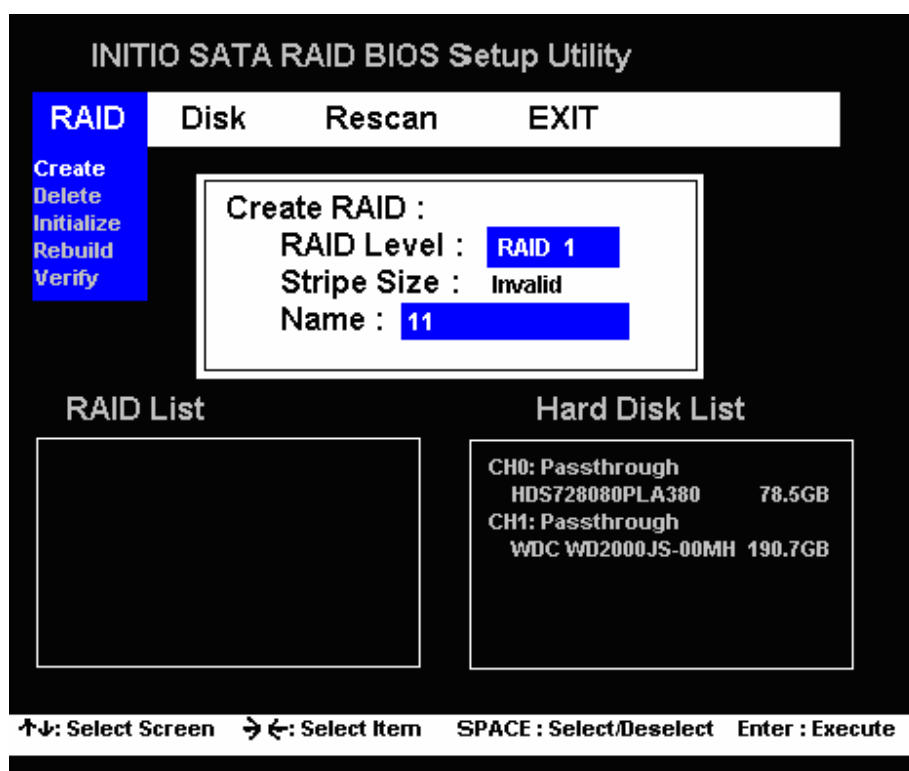 INITIO SATA RAID BIOS Setup Utility
RAID Disk Rescan EXIT
Create
Delete
Initialize
Rebuild
Verify
Create RAID :
RAID Level : RAID 1
Stripe Size : Invalid
Name : 11
RAID List
Hard Disk List
CH0: Passthrough
HDS728080PLA380 78.5GB
CH1: Passthrough
WDC WD2000JS-00MH 190.7GB
↑↓: Select Screen →←: Select Item SPACE : Select/Deselect Enter : Execute